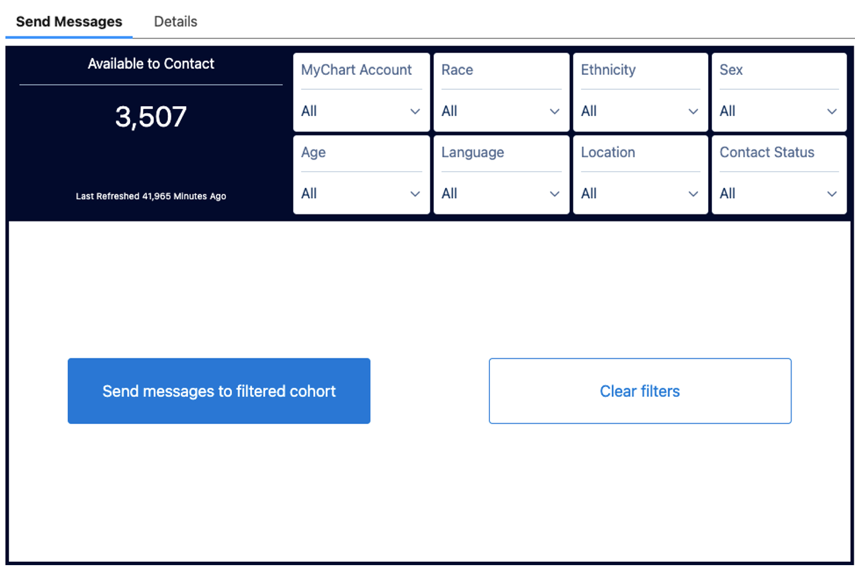 Send Messages
Details
Available to Contact
3,507
Last Refreshed 41,965 Minutes Ago
MyChart Account
All
Race
All
Ethnicity
All
Sex
All
Age
All
Language
All
Location
All
Contact Status
All
Send messages to filtered cohort
Clear filters